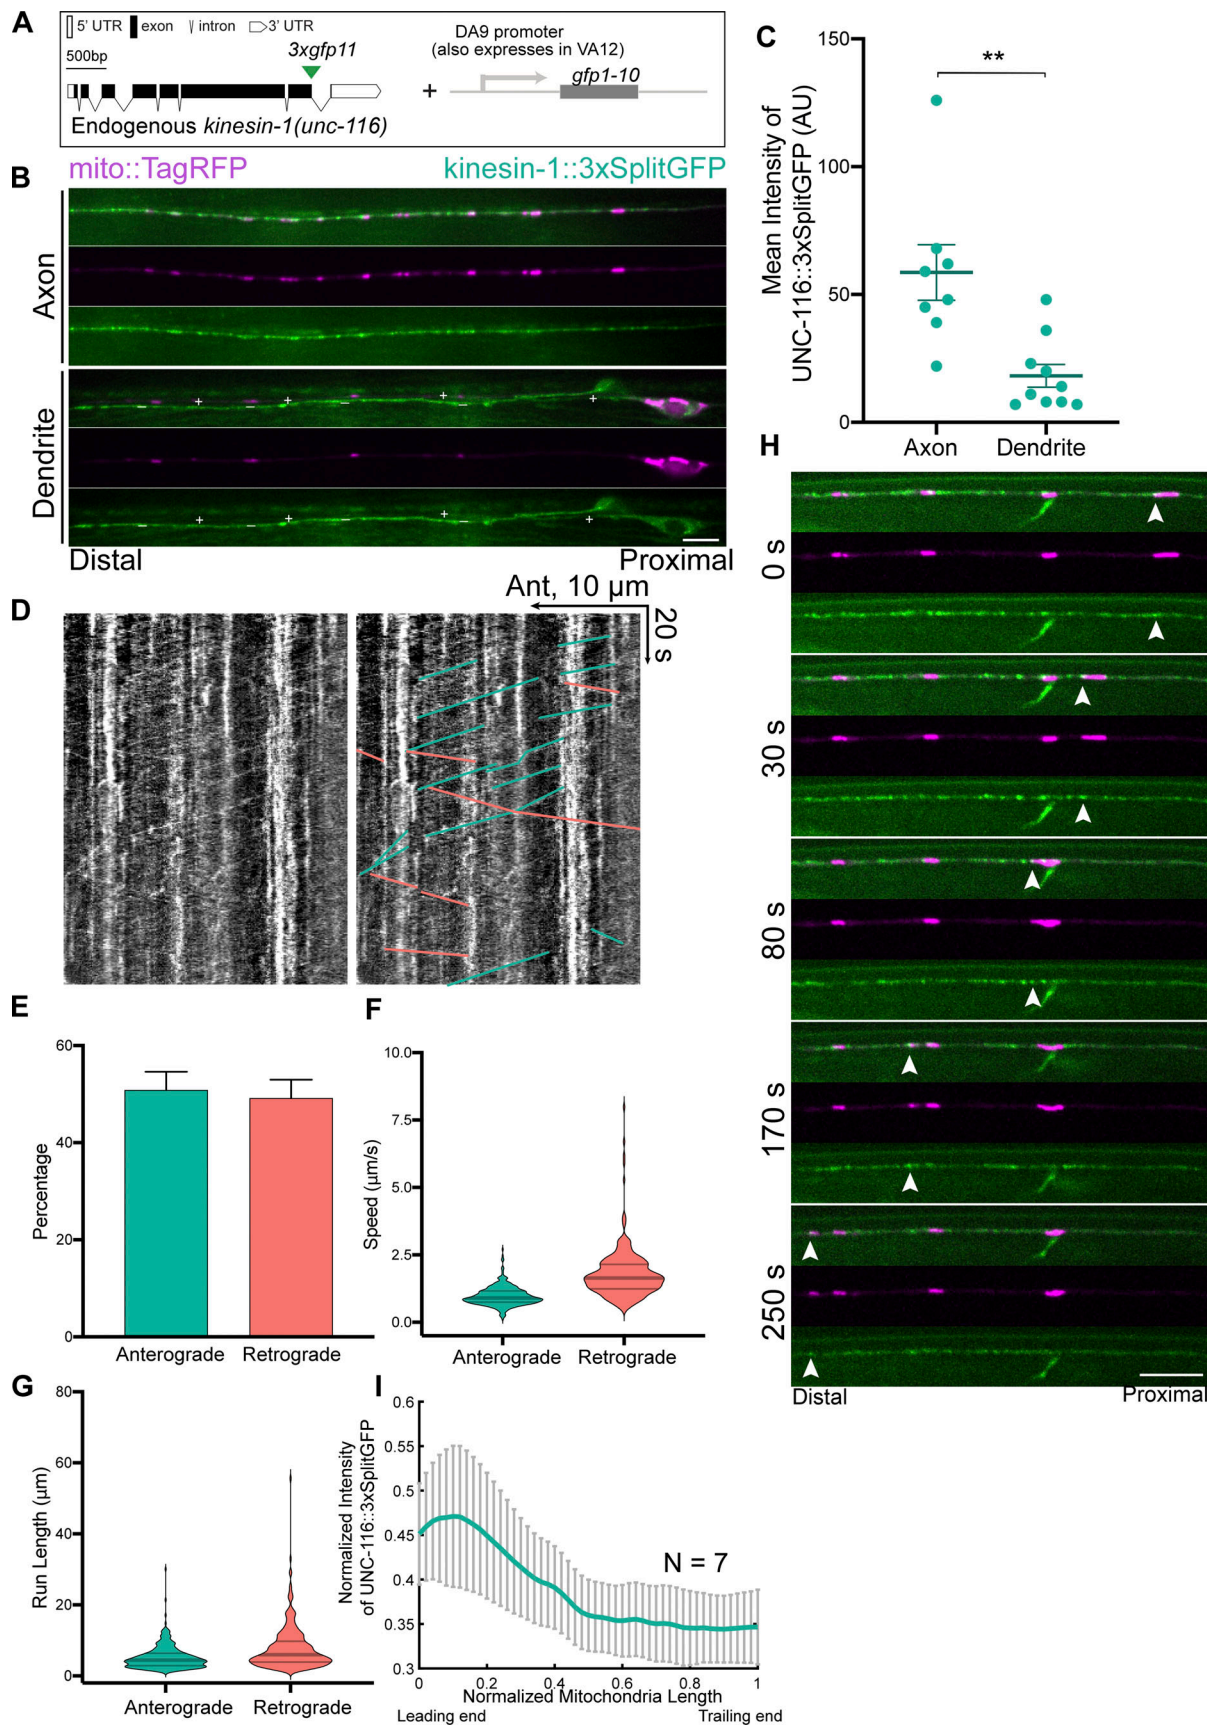 A
5' UTR exon intron 3' UTR
500bp
3xgfp11
Endogenous kinesin-1(unc-116)
+
DA9 promoter
(also expresses in VA12)
gfp1-10
B
mito::TagRFP kinesin-1::3xSplitGFP
Axon
Dendrite
+ + + +
– – – –
+ + + +
– – – –
Distal Proximal
C
Mean Intensity of
UNC-116::3xSplitGFP (AU)
150
100
50
0
**
Axon Dendrite
D
Ant, 10 µm
20 s
E
Percentage
60
40
20
0
Anterograde Retrograde
F
Speed (µm/s)
10.0
7.5
5.0
2.5
0.0
Anterograde Retrograde
G
Run Length (µm)
80
60
40
20
0
Anterograde Retrograde
H
0 s
30 s
80 s
170 s
250 s
Distal Proximal
I
Normalized Intensity
of UNC-116::3xSplitGFP
0.6
0.55
0.5
0.45
0.4
0.35
0.3
N = 7
0 0.2 0.4 0.6 0.8 1
Normalized Mitochondria Length
Leading end Trailing end